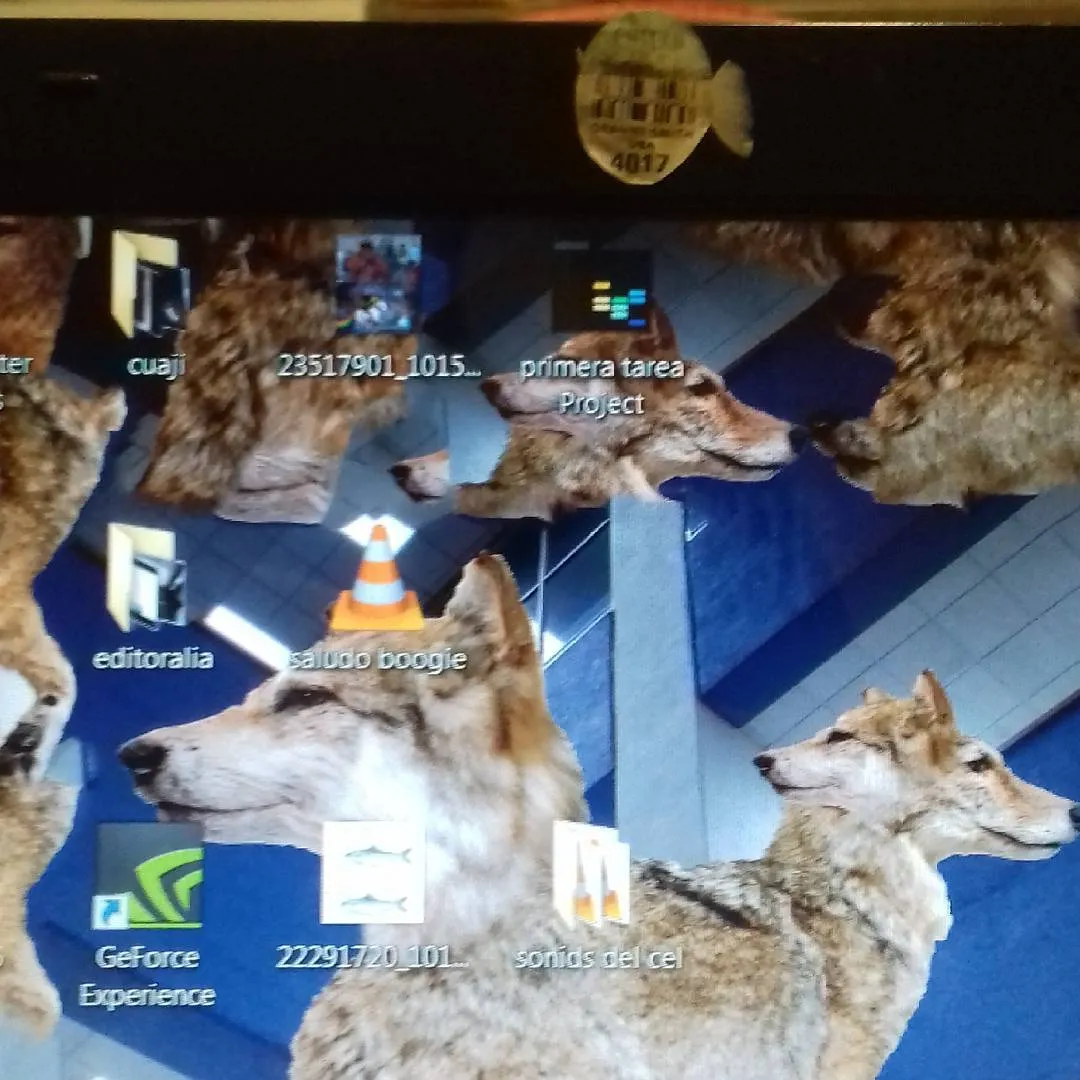 4017
cuaji
23517901_1015...
primera tarea
Project
editoralia
saludo boogie
GeForce
Experience
22291720_101...
sonids del cel